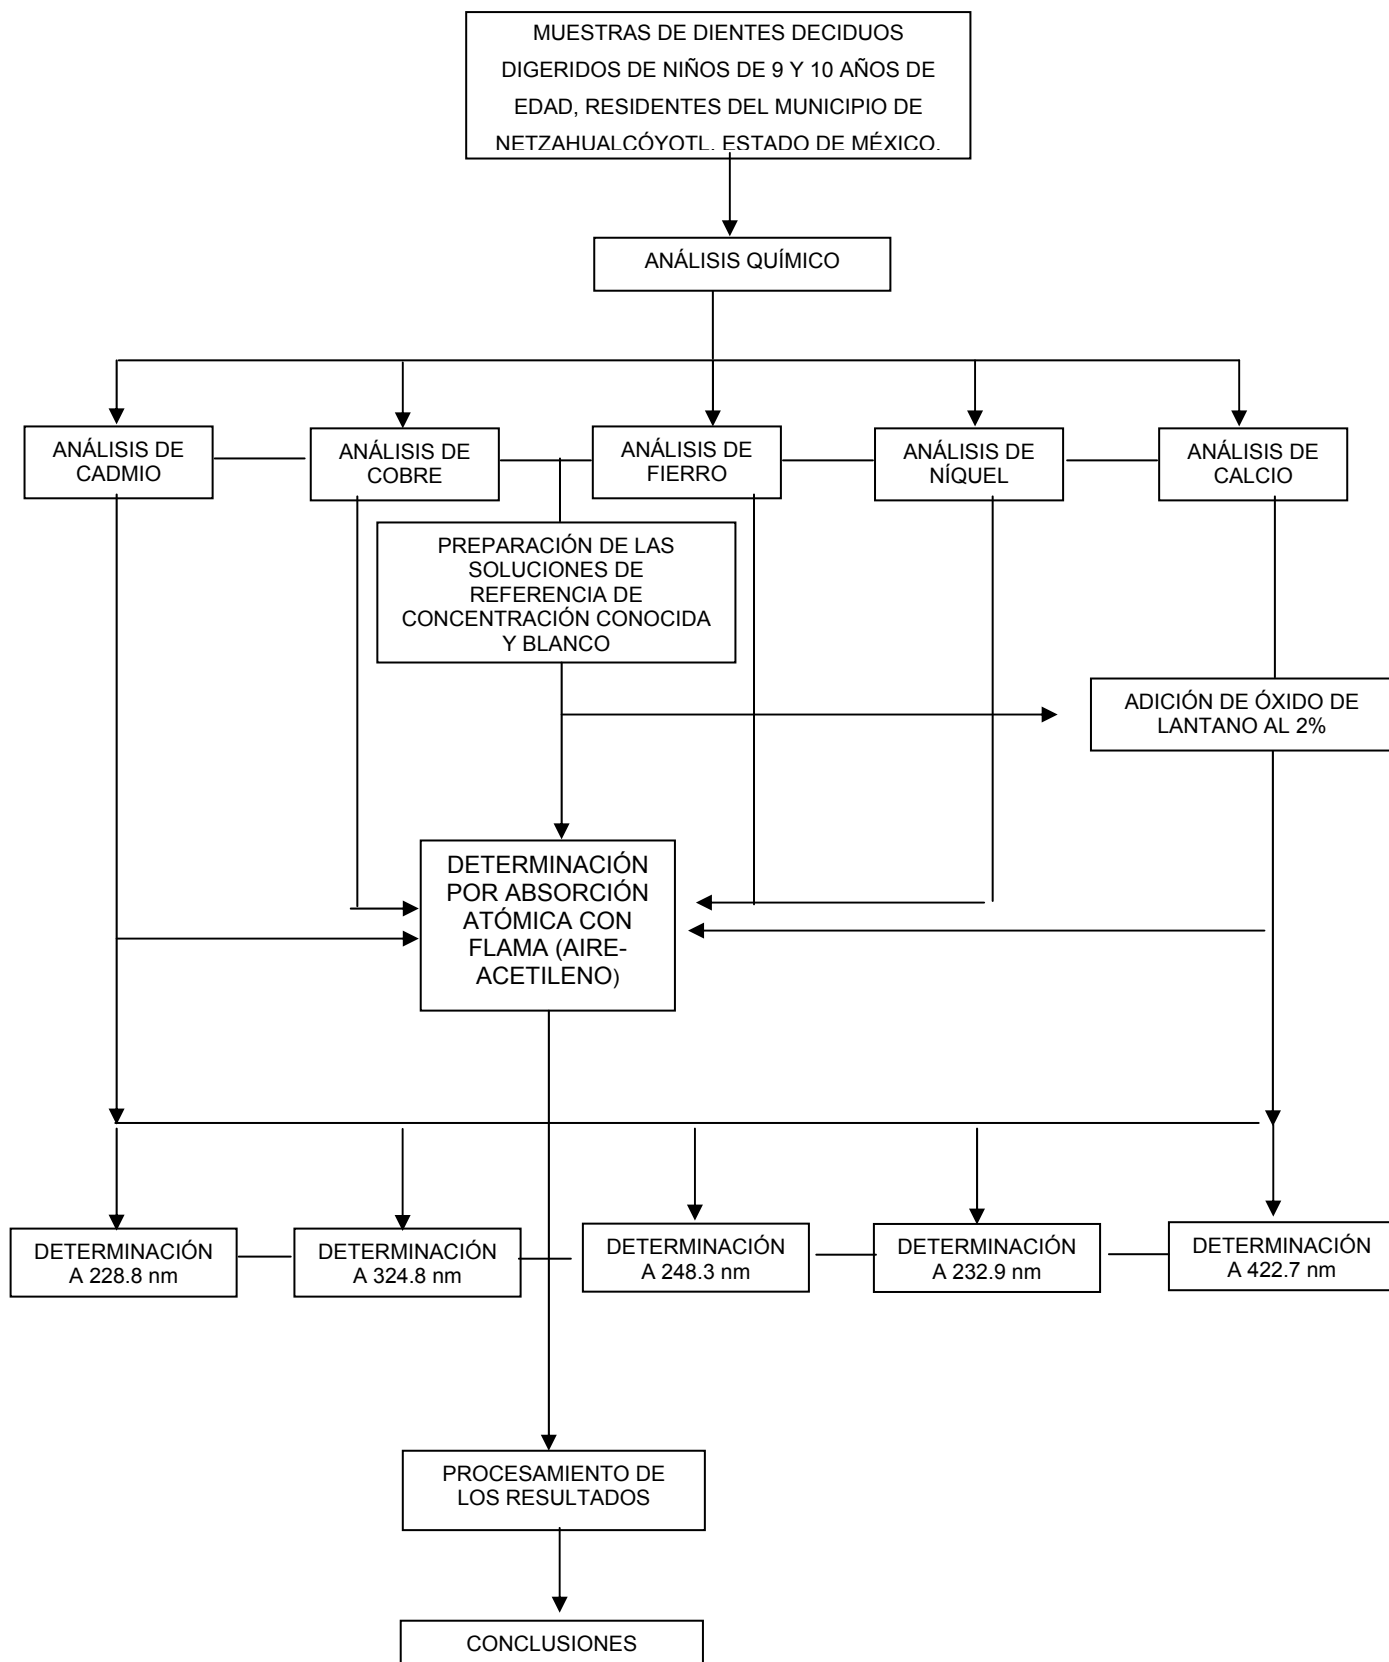 MUESTRAS DE DIENTES DECIDUOS
DIGERIDOS DE NIÑOS DE 9 Y 10 AÑOS DE
EDAD, RESIDENTES DEL MUNICIPIO DE
NETZAHUALCÓYOTL. ESTADO DE MÉXICO.
ANÁLISIS QUÍMICO
ANÁLISIS DE
CADMIO
ANÁLISIS DE
COBRE
ANÁLISIS DE
FIERRO
ANÁLISIS DE
NÍQUEL
ANÁLISIS DE
CALCIO
PREPARACIÓN DE LAS
SOLUCIONES DE
REFERENCIA DE
CONCENTRACIÓN CONOCIDA
Y BLANCO
ADICIÓN DE ÓXIDO DE
LANTANO AL 2%
DETERMINACIÓN
POR ABSORCIÓN
ATÓMICA CON
FLAMA (AIRE-
ACETILENO)
DETERMINACIÓN
A 228.8 nm
DETERMINACIÓN
A 324.8 nm
DETERMINACIÓN
A 248.3 nm
DETERMINACIÓN
A 232.9 nm
DETERMINACIÓN
A 422.7 nm
PROCESAMIENTO DE
LOS RESULTADOS
CONCLUSIONES